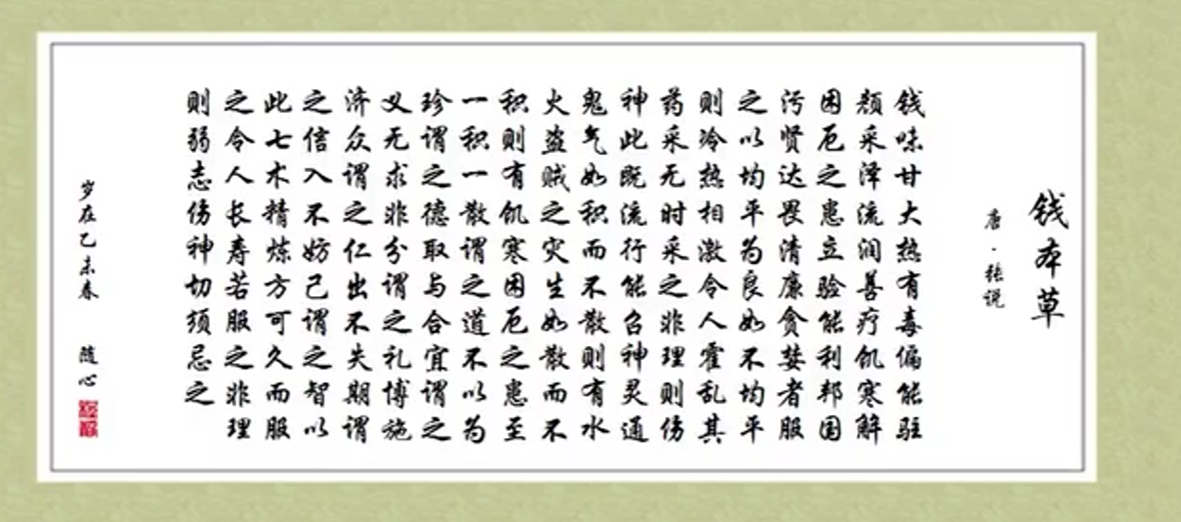 钱本草
唐·张说
钱味甘大热有毒偏能驻
颜采泽流润善疗饥寒解
困厄之患立验能利邦国
污贤达畏清廉贪婪者服
之以均平为良如不均平
则冷热相激令人霍乱其
药采无时采之非理则伤
神此既流行能召神灵通
鬼气如积而不散则有水
火盗贼之灾生如散而不
积则有饥寒困厄之患至
一积一散谓之道不以为
珍谓之德取与合宜谓之
义无求非分谓之礼博施
济众谓之仁出不失期谓
之信入不妨己谓之智以
此七术精炼方可久而服
之令人长寿若服之非理
则弱志伤神切须忌之
岁在乙未春 随心